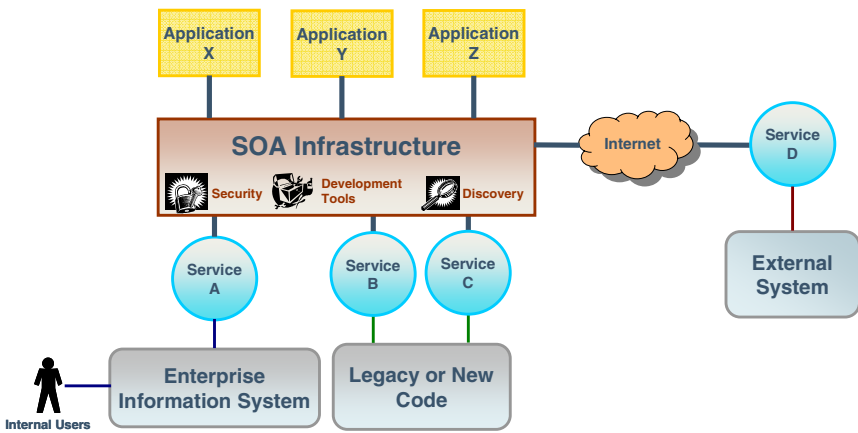 Application
X
Application
Y
Application
Z
SOA Infrastructure
Security
Development
Tools
Discovery
Internet
Service
D
Service
A
Service
B
Service
C
External
System
Enterprise
Information System
Legacy or New
Code
Internal Users